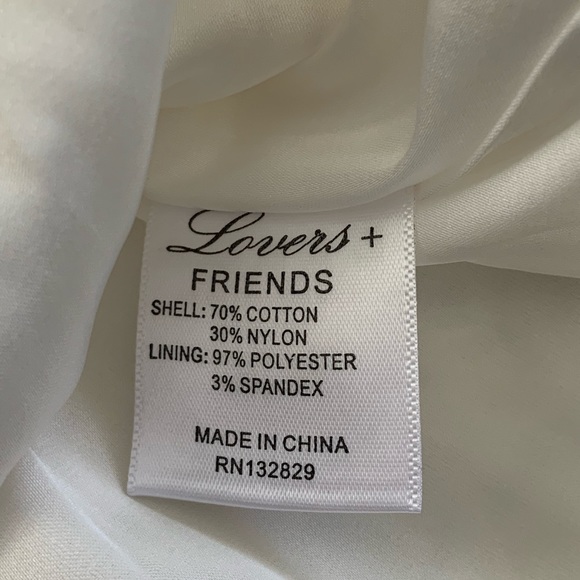 Lovers +
FRIENDS
SHELL: 70% COTTON
30% NYLON
LINING: 97% POLYESTER
3% SPANDEX
MADE IN CHINA
RN132829